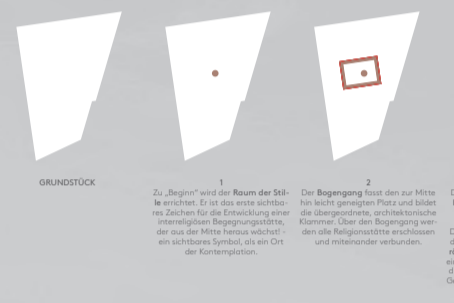 GRUNDSTÜCK
1
Zu „Beginn“ wird der Raum der Stil-
le errichtet. Er ist das erste sichtba-
res Zeichen für die Entwicklung einer
interreligiösen Begegnungsstätte,
der aus der Mitte heraus wächst! -
ein sichtbares Symbol, als ein Ort
der Kontemplation.
2
Der Bogengang fasst den zur Mitte
hin leicht geneigten Platz und bildet
die übergeordnete, architektonische
Klammer. Über den Bogengang wer-
den alle Religionsstätte erschlossen
und miteinander verbunden.